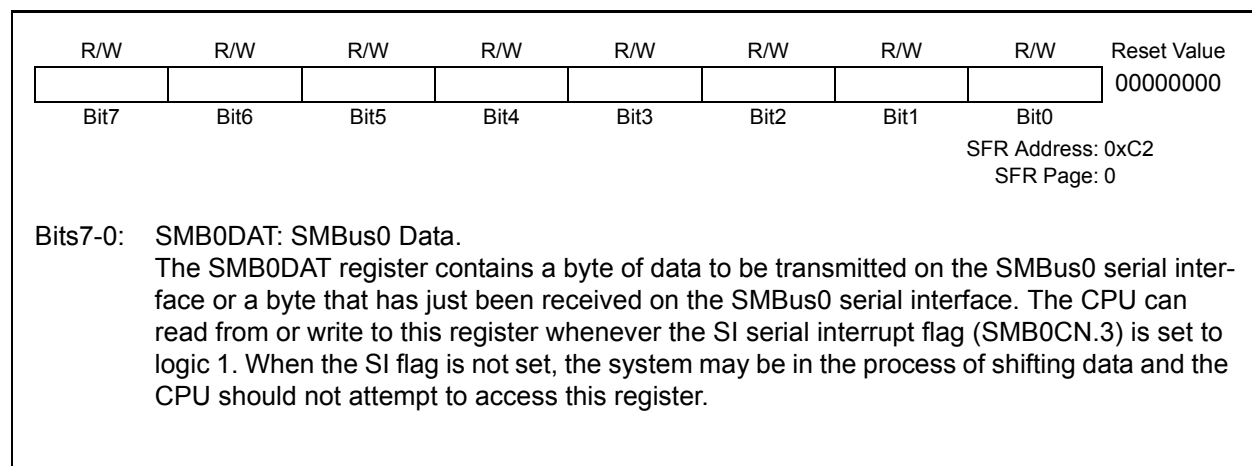 R/W R/W R/W R/W R/W R/W R/W R/W Reset Value
00000000
Bit7 Bit6 Bit5 Bit4 Bit3 Bit2 Bit1 Bit0
SFR Address: 0xC2
SFR Page: 0
Bits7-0: SMB0DAT: SMBus0 Data.
The SMB0DAT register contains a byte of data to be transmitted on the SMBus0 serial inter-
face or a byte that has just been received on the SMBus0 serial interface. The CPU can
read from or write to this register whenever the SI serial interrupt flag (SMB0CN.3) is set to
logic 1. When the SI flag is not set, the system may be in the process of shifting data and the
CPU should not attempt to access this register.